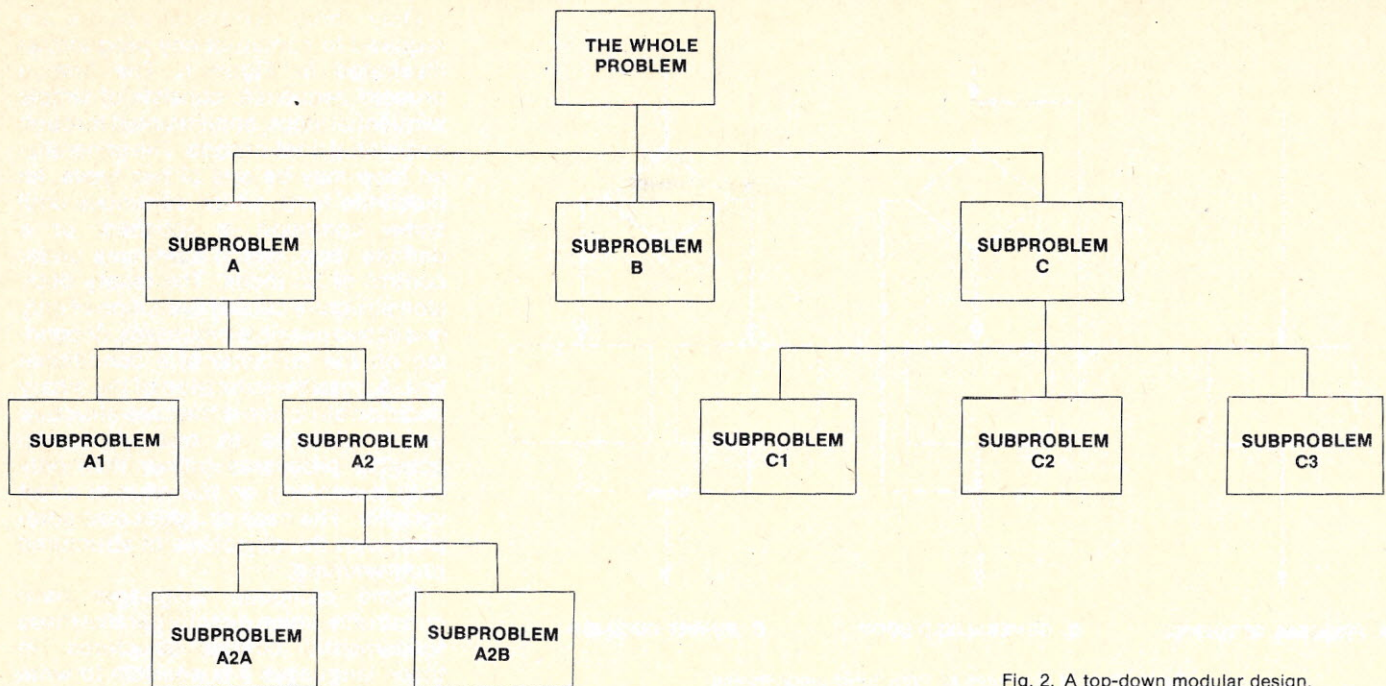 THE WHOLE
PROBLEM
SUBPROBLEM
A
SUBPROBLEM
B
SUBPROBLEM
C
SUBPROBLEM
A1
SUBPROBLEM
A2
SUBPROBLEM
C1
SUBPROBLEM
C2
SUBPROBLEM
C3
SUBPROBLEM
A2A
SUBPROBLEM
A2B
Fig. 2. A top-down modular design.